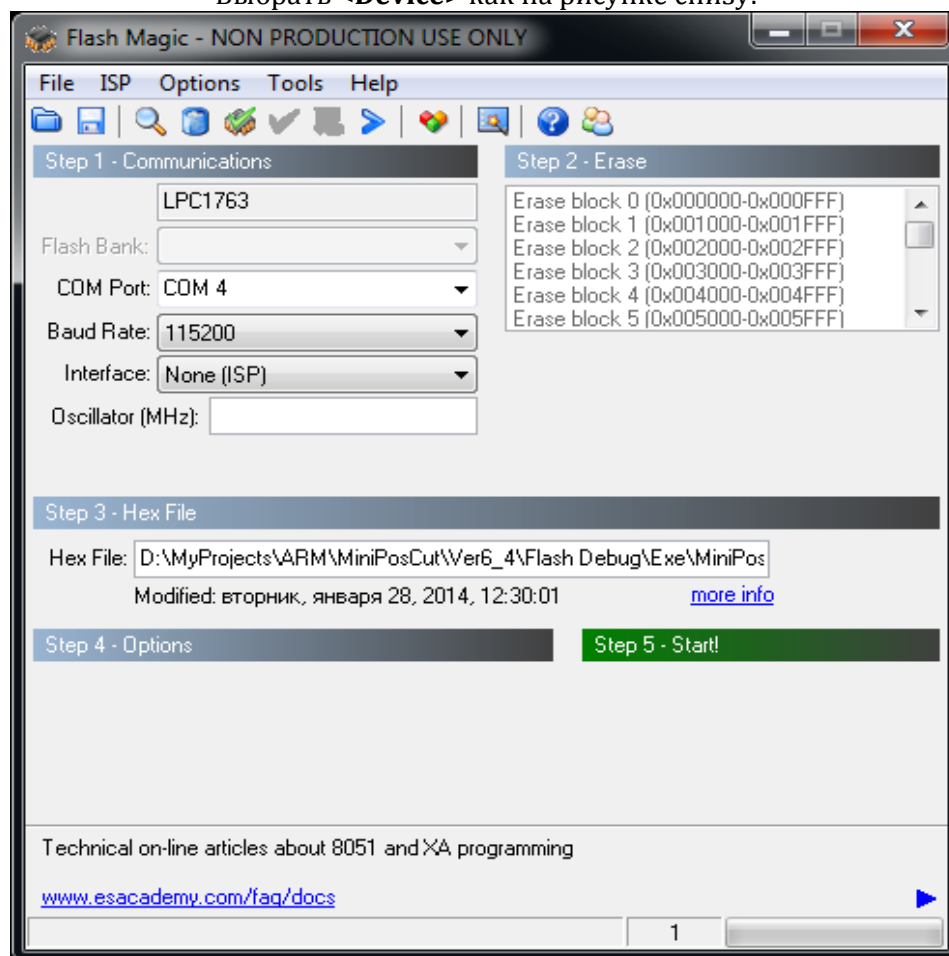 Выбрать <Device> как на рисунке снизу.
Flash Magic - NON PRODUCTION USE ONLY
File ISP Options Tools Help
Step 1 - Communications
LPC1763
Flash Bank:
COM Port: COM 4
Baud Rate: 115200
Interface: None (ISP)
Oscillator (MHz):
Step 2 - Erase
Erase block 0 (0x000000-0x000FFF)
Erase block 1 (0x001000-0x001FFF)
Erase block 2 (0x002000-0x002FFF)
Erase block 3 (0x003000-0x003FFF)
Erase block 4 (0x004000-0x004FFF)
Erase block 5 (0x005000-0x005FFF)
Step 3 - Hex File
Hex File: D:\MyProjects\ARM\MiniPosCut\Ver6_4\Flash Debug\Exe\MiniPos
Modified: вторник, января 28, 2014, 12:30:01 more info
Step 4 - Options
Step 5 - Start!
Technical on-line articles about 8051 and XA programming
www.esacademy.com/faq/docs
1